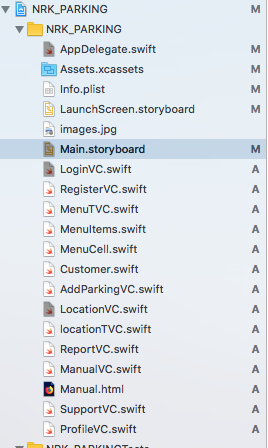 NRK_PARKING M
NRK_PARKING
AppDelegate.swift M
Assets.xcassets M
Info.plist M
LaunchScreen.storyboard M
images.jpg
Main.storyboard M
LoginVC.swift A
RegisterVC.swift A
MenuTVC.swift A
MenuItems.swift A
MenuCell.swift A
Customer.swift A
AddParkingVC.swift A
LocationVC.swift A
locationTVC.swift A
ReportVC.swift A
ManualVC.swift A
Manual.html A
SupportVC.swift A
ProfileVC.swift A
NRK_PARKINGTests